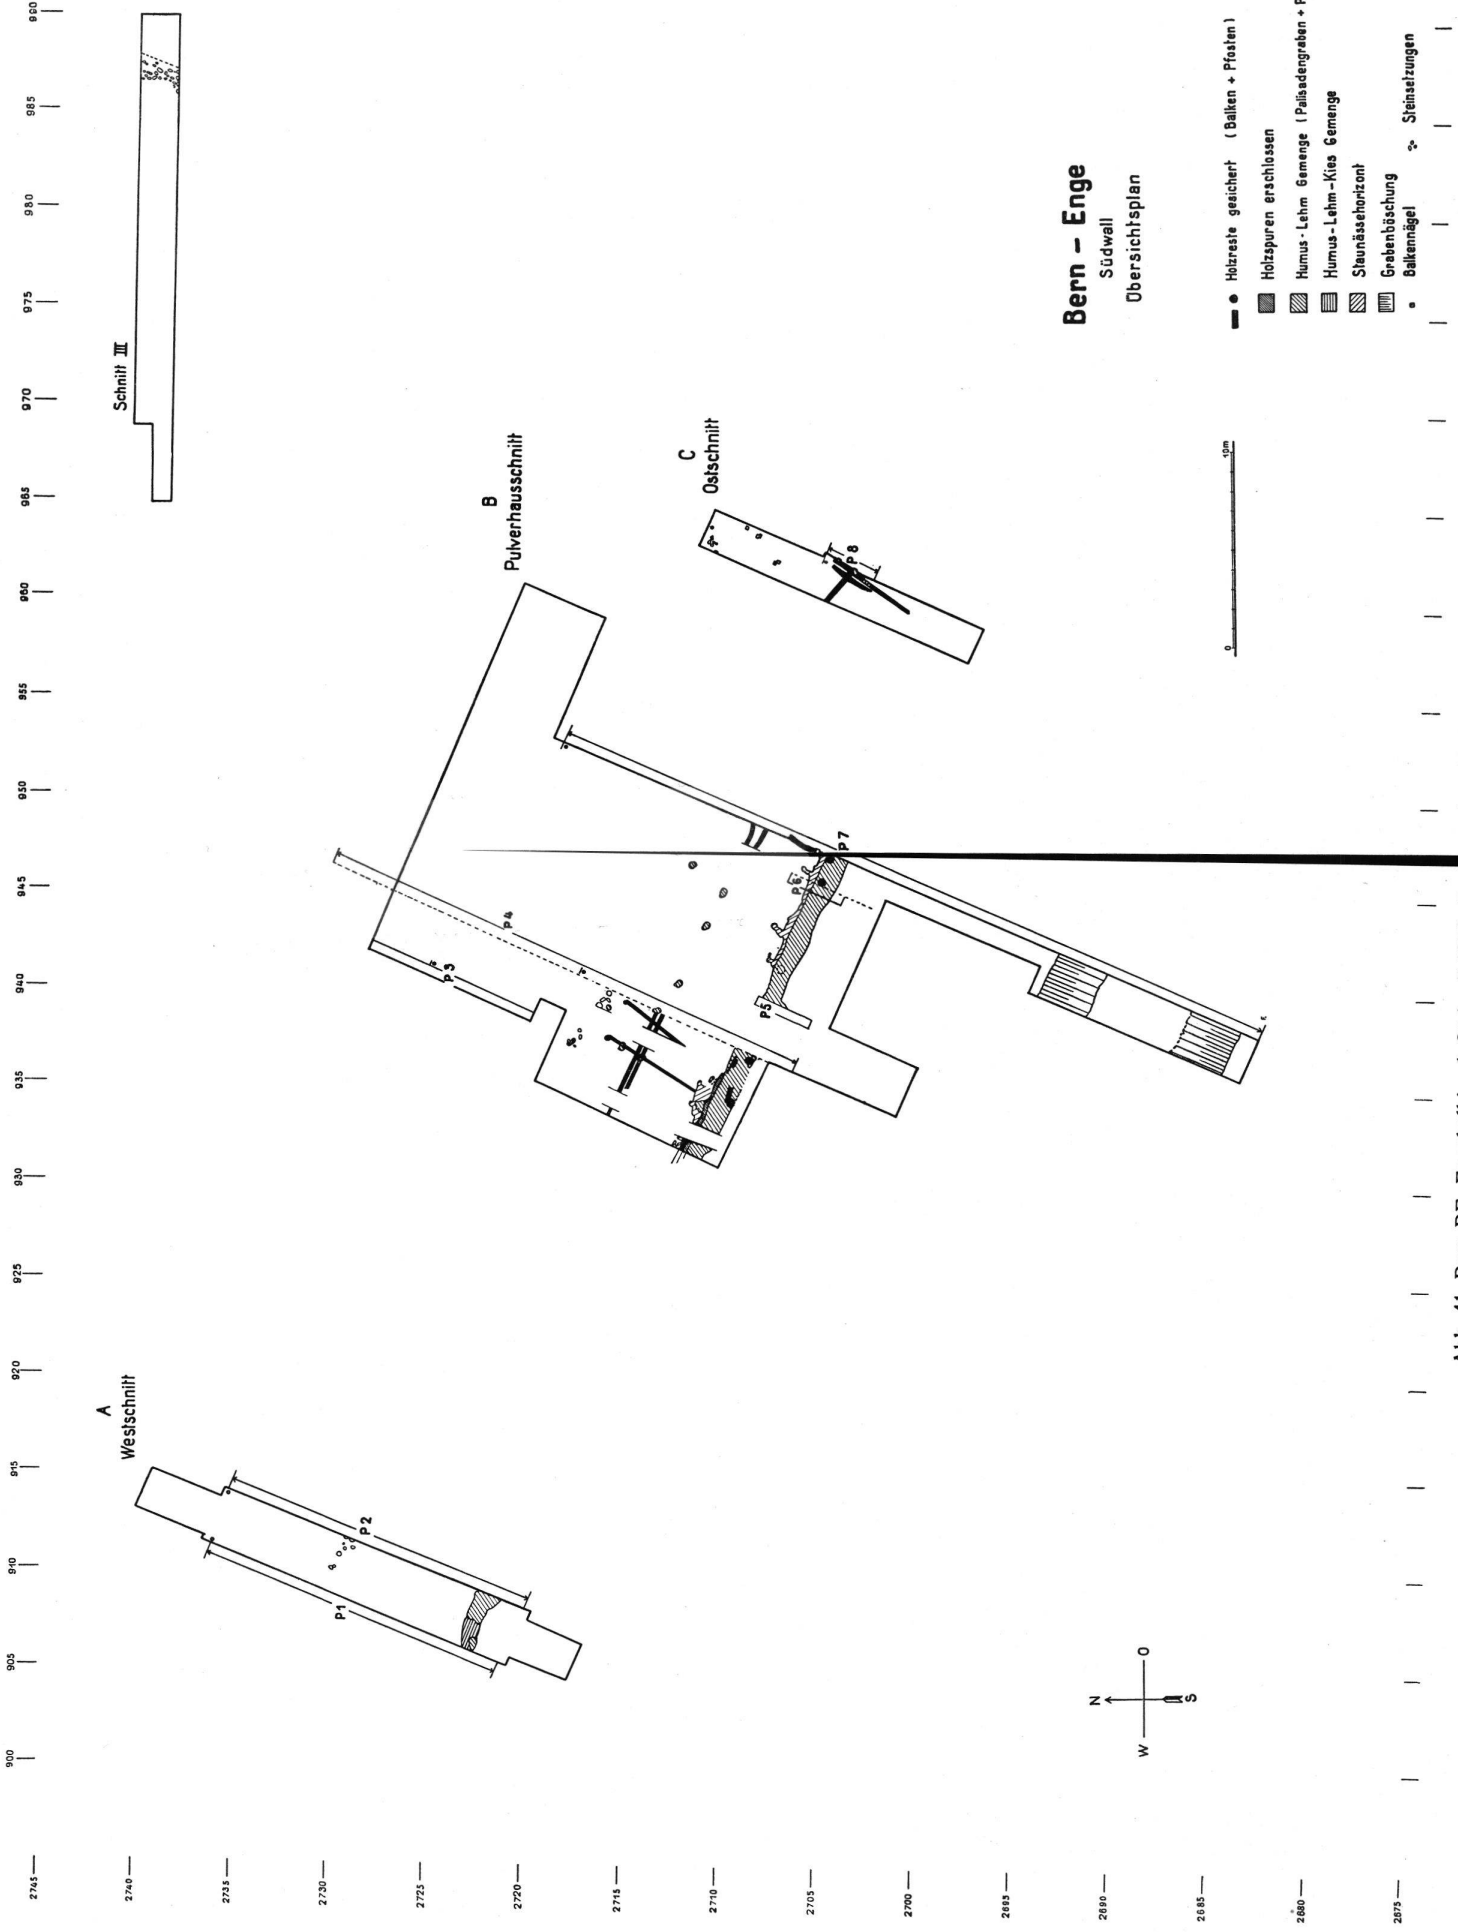 990
985
980
975
970
965
960
955
950
945
940
935
930
925
920
915
910
905
900
2745
2740
2735
2730
2725
2720
2715
2710
2705
2700
2695
2690
2685
2680
2675
Schnitt III
A
Westschnitt
P1
P2
B
Pulverhausschnitt
P3
P4
P5
P6
P7
C
Ostschnitt
P8
Bern – Enge
Südwall
Übersichtsplan
0
10m
Holzreste gesichert ( Balken + Pfosten )
Holzspuren erschlossen
Humus - Lehm Gemenge ( Palisadengraben +
Humus - Lehm - Kies Gemenge
Staunässehorizont
Grabenböschung
Balkennägel
Steinsetzungen
N
W
O
S